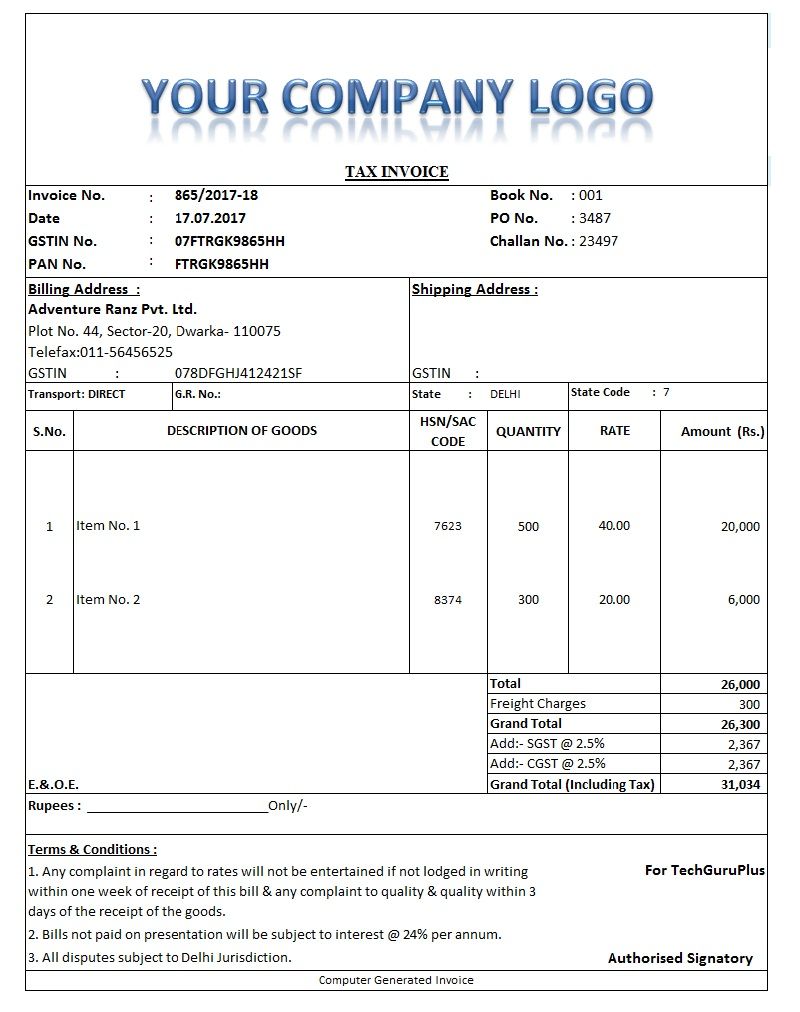 YOUR COMPANY LOGO
TAX INVOICE
Invoice No. : 865/2017-18 Book No. : 001
Date : 17.07.2017 PO No. : 3487
GSTIN No. : 07FTRGK9865HH Challan No. : 23497
PAN No. : FTRGK9865HH
Billing Address : Shipping Address :
Adventure Ranz Pvt. Ltd.
Plot No. 44, Sector-20, Dwarka- 110075
Telefax:011-56456525
GSTIN : 078DFGHJ412421SF GSTIN :
Transport: DIRECT G.R. No.: State : DELHI State Code : 7
S.No. DESCRIPTION OF GOODS HSN/SAC CODE QUANTITY RATE Amount (Rs.)
1 Item No. 1 7623 500 40.00 20,000
2 Item No. 2 8374 300 20.00 6,000
Total 26,000
Freight Charges 300
Grand Total 26,300
Add:- SGST @ 2.5% 2,367
Add:- CGST @ 2.5% 2,367
E.&.O.E. Grand Total (Including Tax) 31,034
Rupees : ________________________Only/-
Terms & Conditions :
1. Any complaint in regard to rates will not be entertained if not lodged in writing For TechGuruPlus
within one week of receipt of this bill & any complaint to quality & quality within 3
days of the receipt of the goods.
2. Bills not paid on presentation will be subject to interest @ 24% per annum.
3. All disputes subject to Delhi Jurisdiction. Authorised Signatory
Computer Generated Invoice